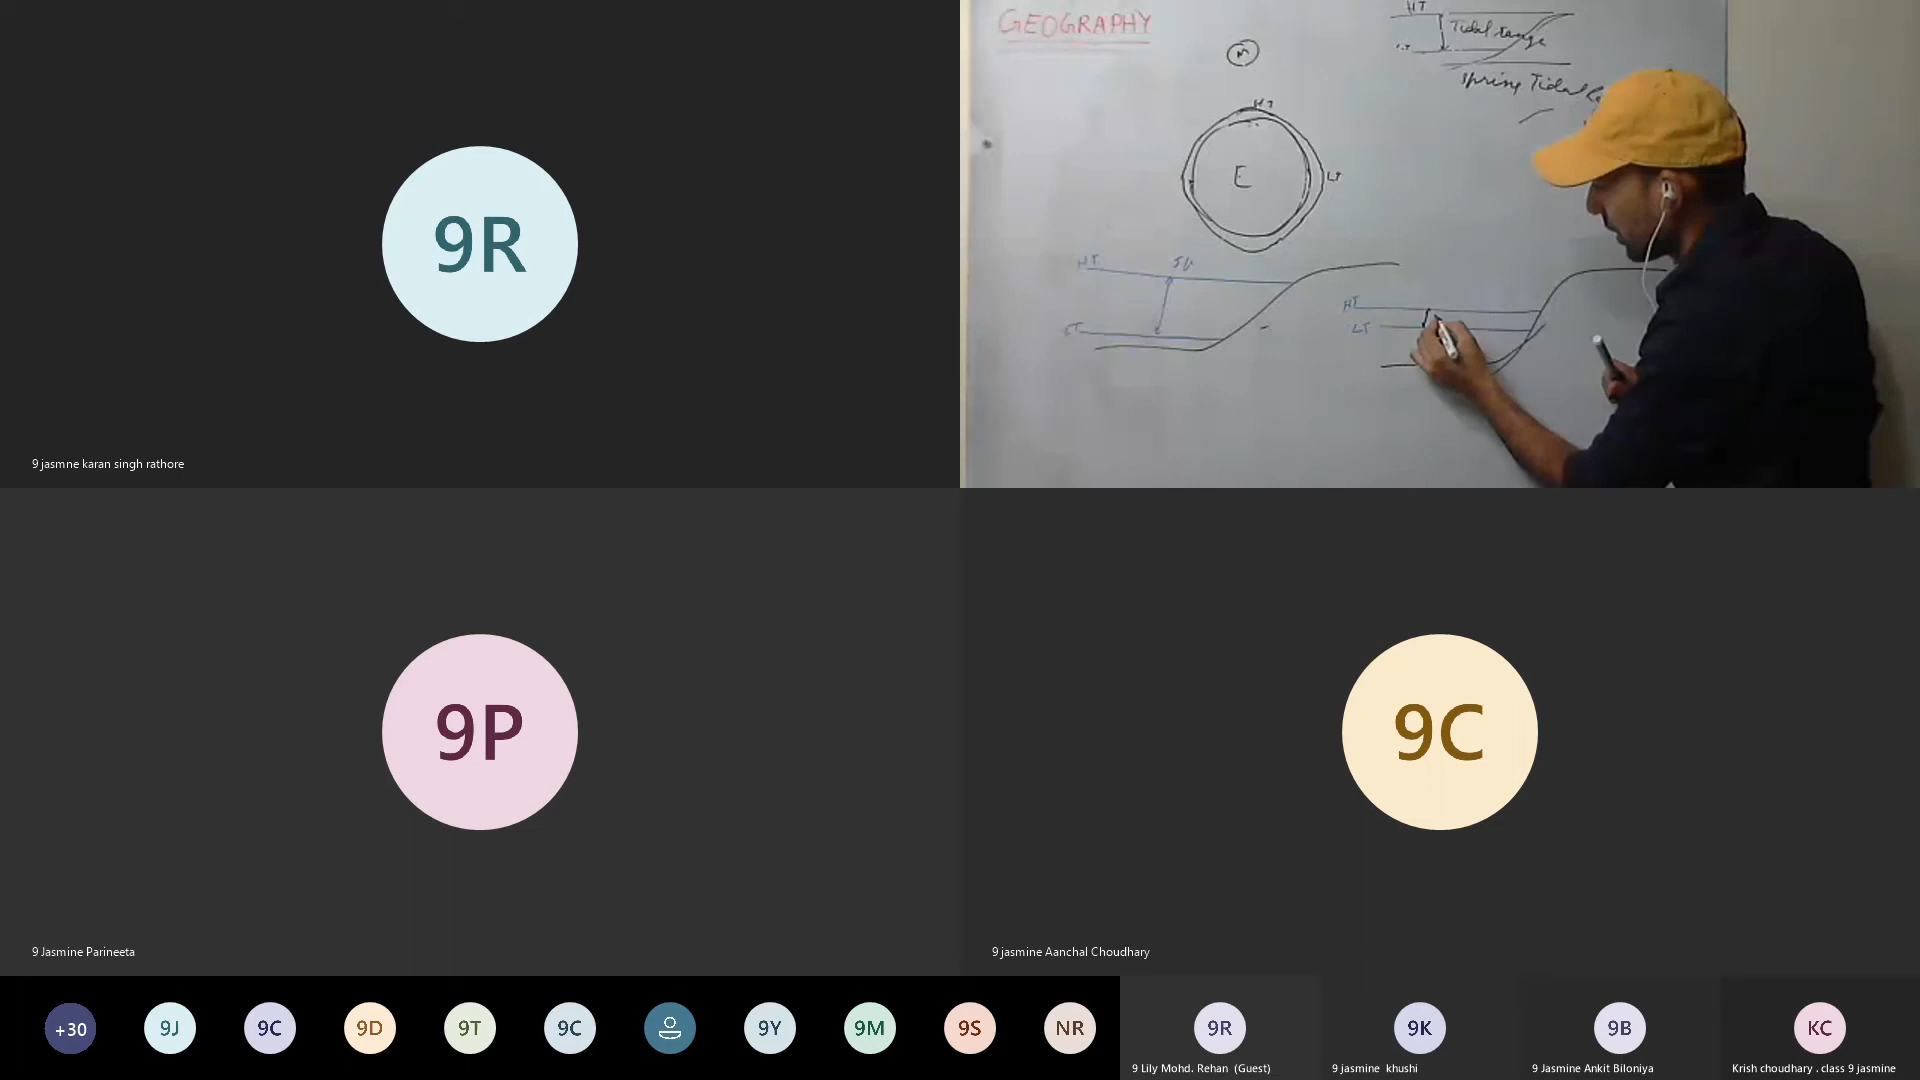 9R
9 jasmne karan singh rathore
GEOGRAPHY
HT
Tidal range
Spring Tidal
M
HT
E
LT
HT
LT
HT
LT
9P
9 Jasmine Parineeta
9C
9 jasmine Aanchal Choudhary
+30
9J
9C
9D
9T
9C
9Y
9M
9S
NR
9R
9 Lily Mohd. Rehan (Guest)
9K
9 jasmine khushi
9B
9 Jasmine Ankit Biloniya
KC
Krish choudhary . class 9 jasmine